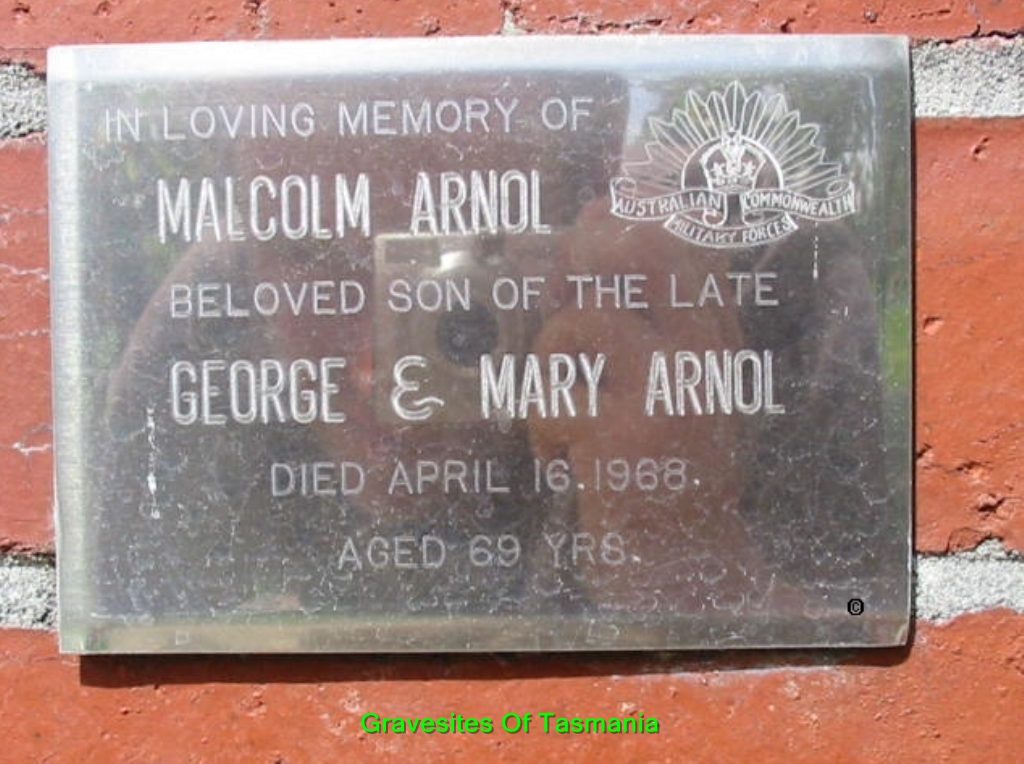 IN LOVING MEMORY OF
MALCOLM ARNOL
AUSTRALIAN COMMONWEALTH
MILITARY FORCES
BELOVED SON OF THE LATE
GEORGE & MARY ARNOL
DIED APRIL 16.1968.
AGED 69 YRS.
©
Gravesites Of Tasmania